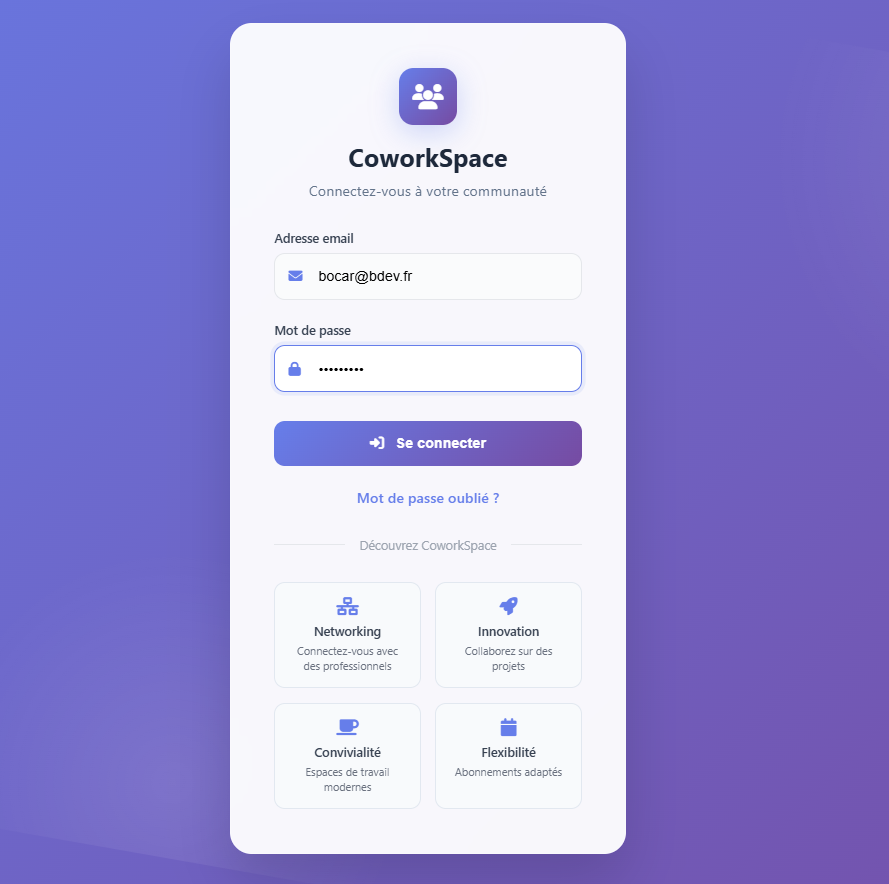 CoworkSpace
Connectez-vous à votre communauté
Adresse email
bocar@bdev.fr
Mot de passe
•••••••••
Se connecter
Mot de passe oublié ?
Découvrez CoworkSpace
Networking
Connectez-vous avec
des professionnels
Innovation
Collaborez sur des
projets
Convivialité
Espaces de travail
modernes
Flexibilité
Abonnements adaptés